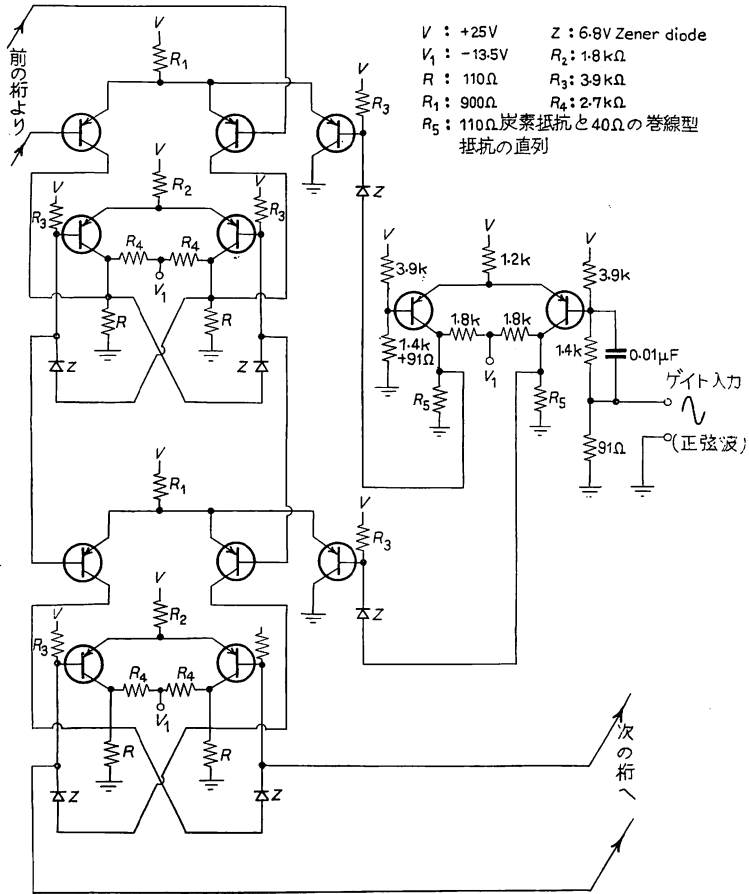 V : +25V
Z : 6.8V Zener diode
V₁ : −13.5V
R₂ : 1.8kΩ
R : 110Ω
R₃ : 3.9kΩ
R₁ : 900Ω
R₄ : 2.7kΩ
R₅ : 110Ω炭素抵抗と40Ωの巻線型
抵抗の直列
前の桁より
V
R₁
V
R₃
Z
V
R₂
V
R₃
V
R₃
R₄
R₄
V₁
R
R
Z
Z
V
1.2k
V
3.9k
V
3.9k
1.8k
1.8k
1.4k
+91Ω
V₁
1.4k
0.01μF
R₅
R₅
91Ω
ゲイト入力
(正弦波)
V
R₁
V
R₃
Z
V
R₂
V
R₃
R₄
R₄
V₁
R
R
Z
Z
次の桁へ